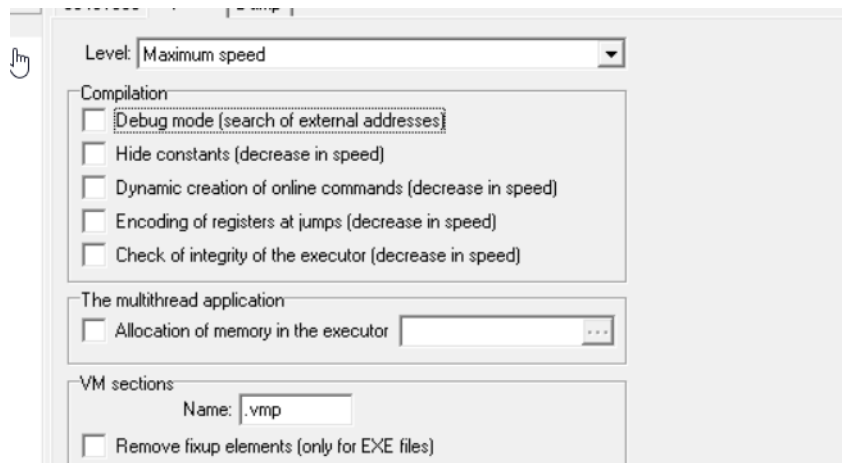 Dump
Level: Maximum speed
Compilation
Debug mode (search of external addresses)
Hide constants (decrease in speed)
Dynamic creation of online commands (decrease in speed)
Encoding of registers at jumps (decrease in speed)
Check of integrity of the executor (decrease in speed)
The multithread application
Allocation of memory in the executor ...
VM sections
Name: .vmp
Remove fixup elements (only for EXE files)